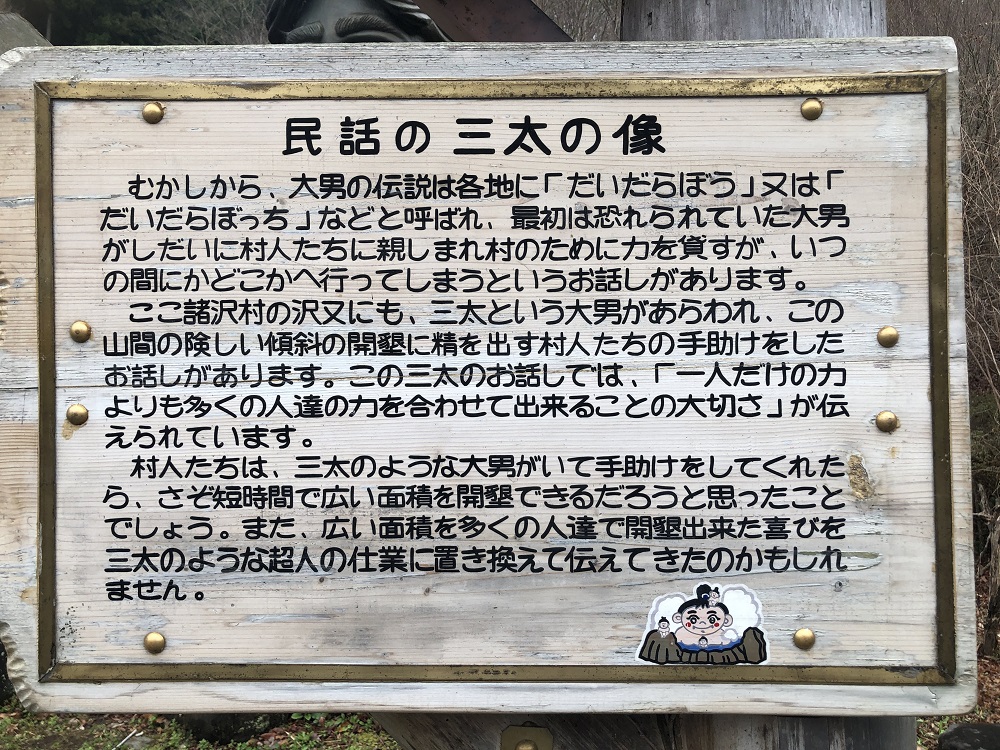 民話の三太の像
むかしから、大男の伝説は各地に「だいだらぼう」又は「
だいだらぼっち」などと呼ばれ、最初は恐れられていた大男
がしだいに村人たちに親しまれ村のために力を貸すが、いつ
の間にかどこかへ行ってしまうというお話しがあります。
ここ諸沢村の沢又にも、三太という大男があらわれ、この
山間の険しい傾斜の開墾に精を出す村人たちの手助けをした
お話しがあります。この三太のお話しでは、「一人だけの力
よりも多くの人達の力を合わせて出来ることの大切さ」が伝
えられています。
村人たちは、三太のような大男がいて手助けをしてくれた
ら、さぞ短時間で広い面積を開墾できるだろうと思ったこと
でしょう。また、広い面積を多くの人達で開墾出来た喜びを
三太のような超人の仕業に置き換えて伝えてきたのかもしれ
ません。